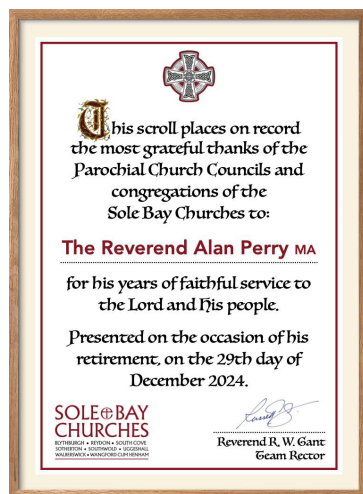 This scroll places on record
the most grateful thanks of the
Parochial Church Councils and
congregations of the
Sole Bay Churches to:
The Reverend Alan Perry MA
for his years of faithful service to
the Lord and His people.
Presented on the occasion of his
retirement, on the 29th day of
December 2024.
SOLE BAY
CHURCHES
BLYTHBURGH • REYDON • SOUTH COVE
SOTHERTON • SOUTHWOLD • UGGESHALL
WALBERSWICK • WANGFORD CUM HENHAM
Reverend R. W. Gant
Team Rector